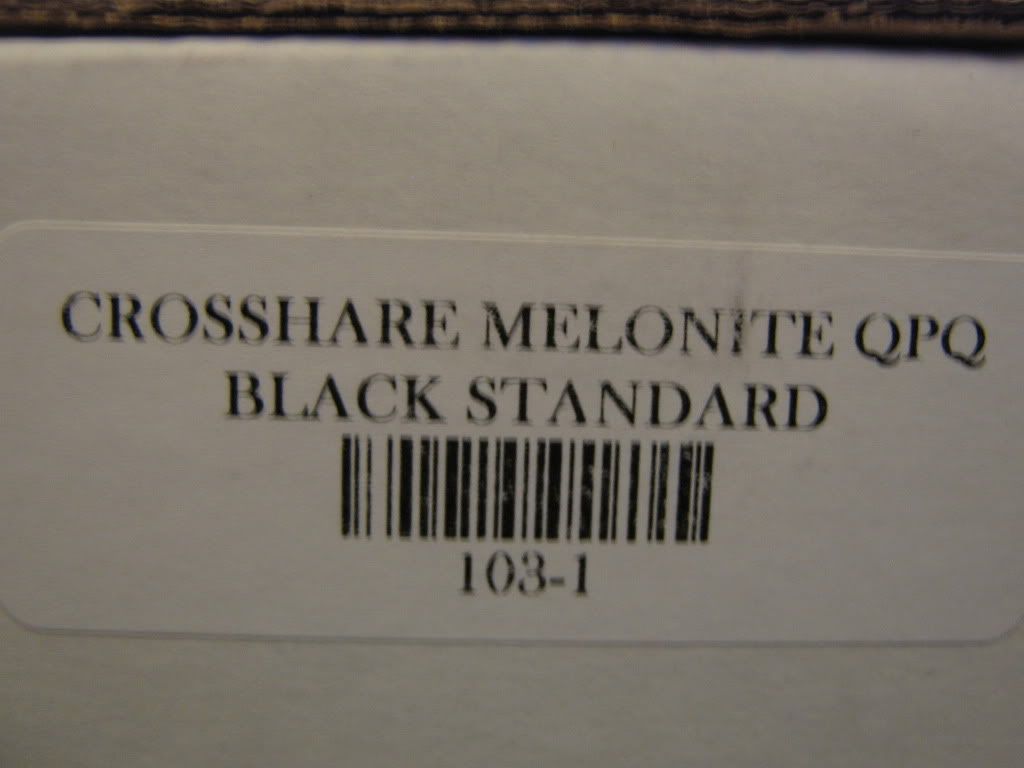 CROSSHARE MELONITE QPQ
BLACK STANDARD
103-1